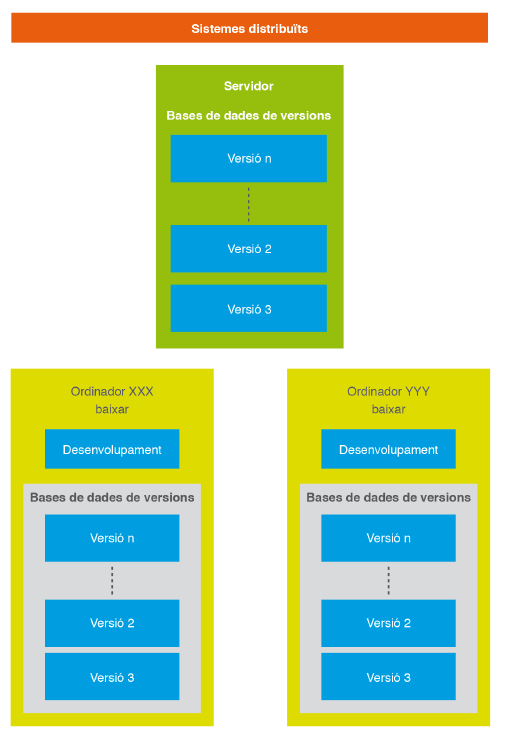 Sistemes distribuïts
Servidor
Bases de dades de versions
Versió n
Versió 2
Versió 3
Ordinador XXX
baixar
Desenvolupament
Bases de dades de versions
Versió n
Versió 2
Versió 3
Ordinador YYY
baixar
Desenvolupament
Bases de dades de versions
Versió n
Versió 2
Versió 3